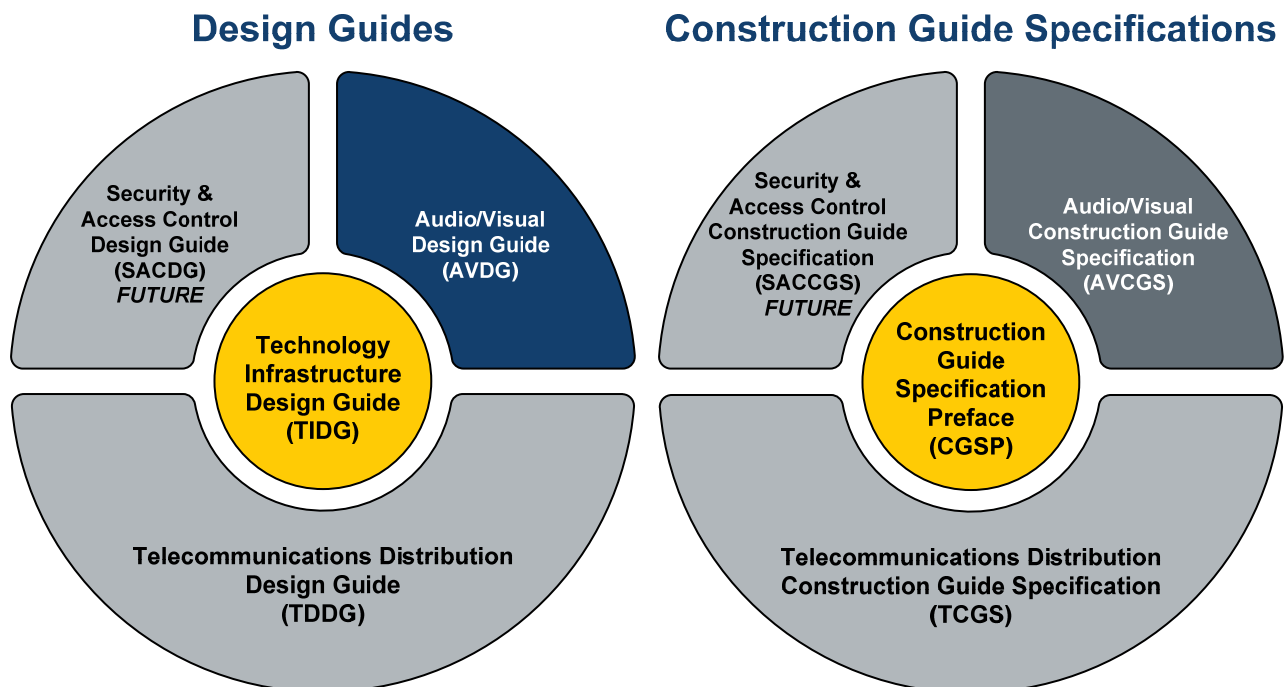 Design Guides
Security &
Access Control
Design Guide
(SACDG)
FUTURE
Audio/Visual
Design Guide
(AVDG)
Technology
Infrastructure
Design Guide
(TIDG)
Telecommunications Distribution
Design Guide
(TDDG)
Construction Guide Specifications
Security &
Access Control
Construction Guide
Specification
(SACCGS)
FUTURE
Audio/Visual
Construction Guide
Specification
(AVCGS)
Construction
Guide
Specification
Preface
(CGSP)
Telecommunications Distribution
Construction Guide Specification
(TCGS)